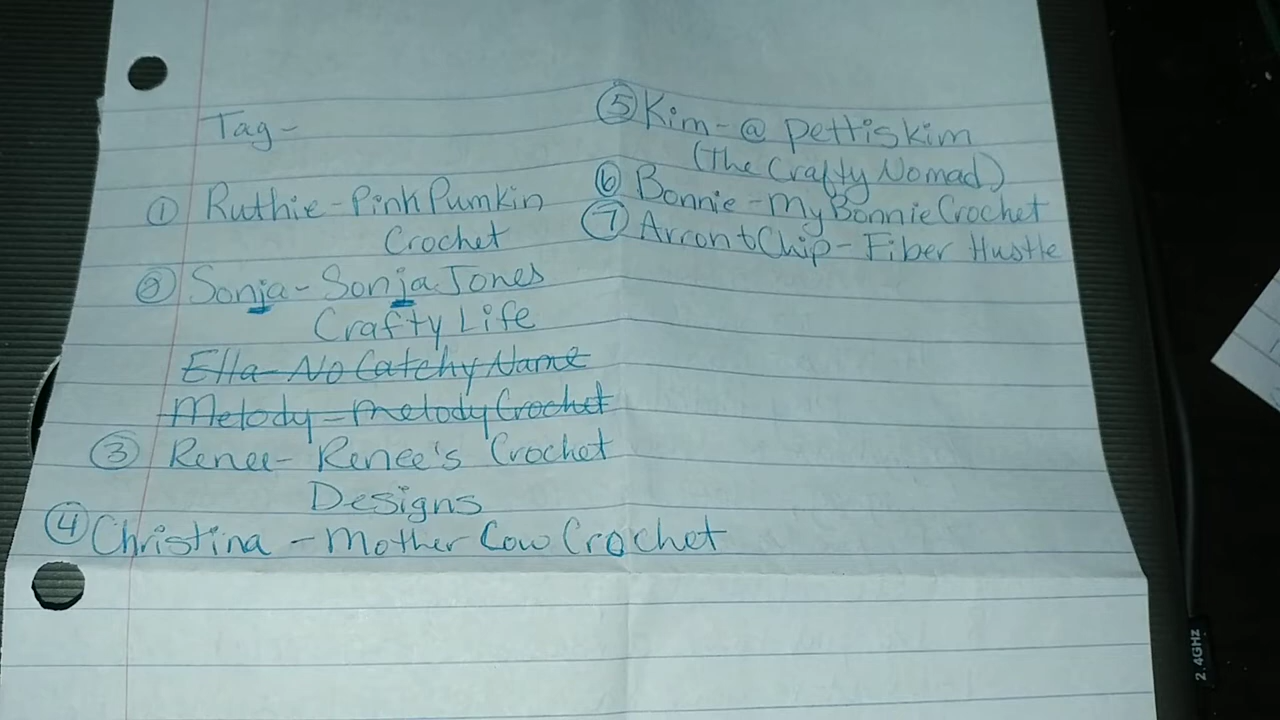 Tag-
① Ruthie-Pink Pumkin
Crochet
② Sonja-Sonja Jones
Crafty Life
Ella-No Catchy Name
Melody-Melody Crochet
③ Renee-Renee's Crochet
Designs
④ Christina-Mother Cow Crochet
⑤ Kim-@pettiskim
(The Crafty Nomad)
⑥ Bonnie-My Bonnie Crochet
⑦ Arron & Chip-Fiber Hustle
2.4GHZ